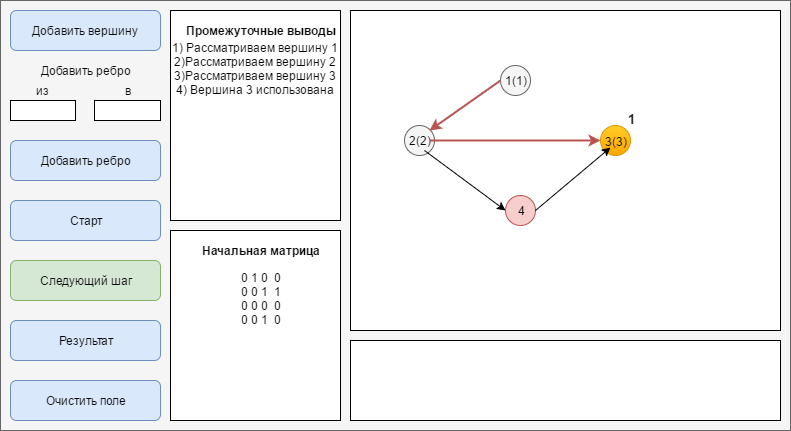 Добавить вершину
Добавить ребро
из в
Добавить ребро
Старт
Следующий шаг
Результат
Очистить поле
Промежуточные выводы
1) Рассматриваем вершину 1
2)Рассматриваем вершину 2
3)Рассматриваем вершину 3
4) Вершина 3 использована
Начальная матрица
0 1 0 0
0 0 1 1
0 0 0 0
0 0 1 0
1(1)
1
2(2)
3(3)
4